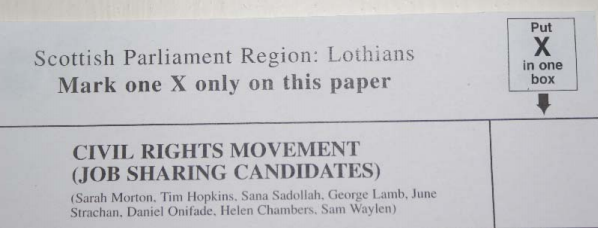 Scottish Parliament Region: Lothians
Mark one X only on this paper
Put
X
in one
box
CIVIL RIGHTS MOVEMENT
(JOB SHARING CANDIDATES)
(Sarah Morton, Tim Hopkins, Sana Sadollah, George Lamb, June
Strachan, Daniel Onifade, Helen Chambers, Sam Waylen)